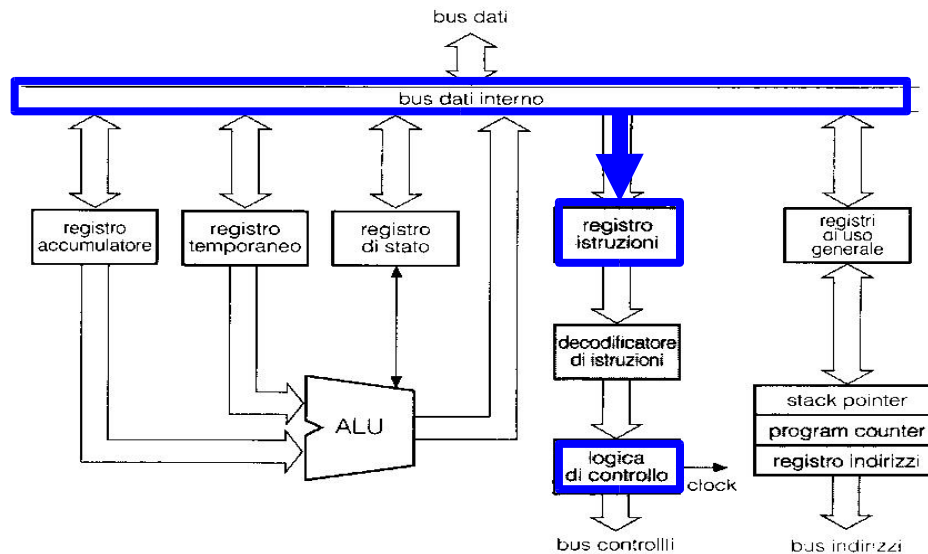 bus dati
bus dati interno
registro
accumulatore
registro
temporaneo
registro
di stato
registro
istruzioni
registri
di uso
generale
decodificatore
di istruzioni
ALU
logica
di controllo
clock
stack pointer
program counter
registro indirizzi
bus controllli
bus indirizzi